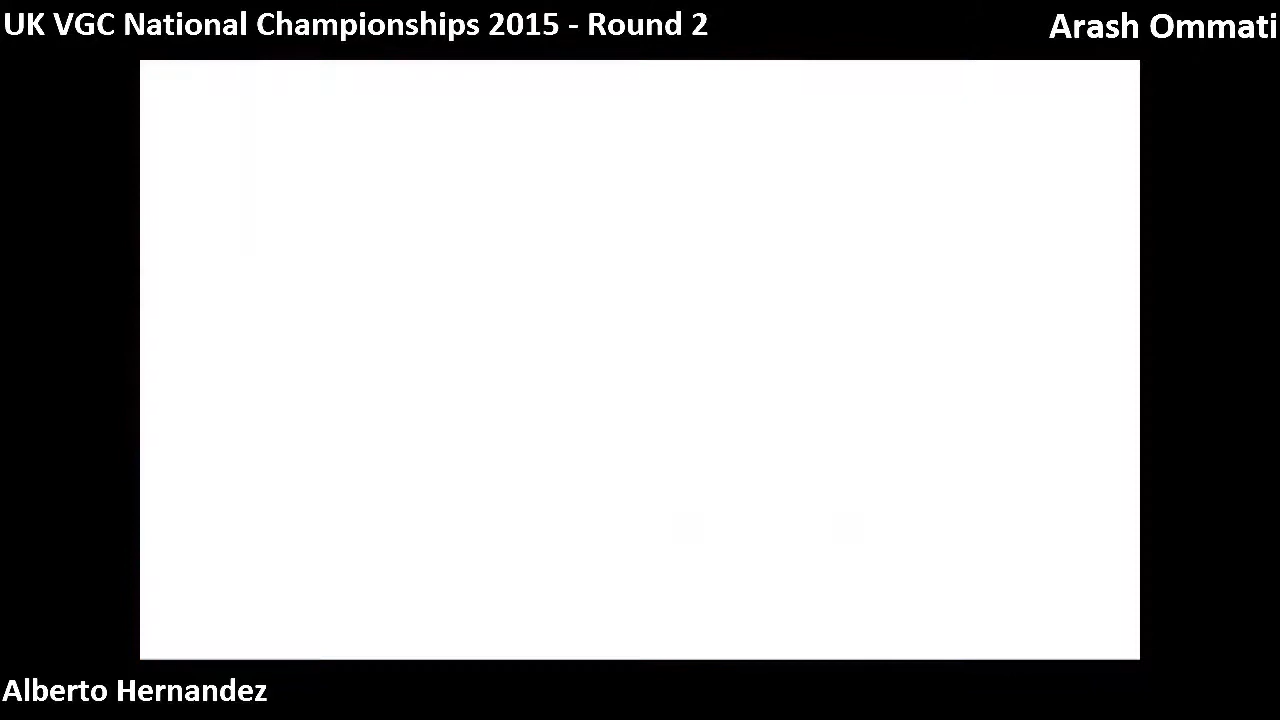 UK VGC National Championships 2015 - Round 2
Arash Ommati
Alberto Hernandez